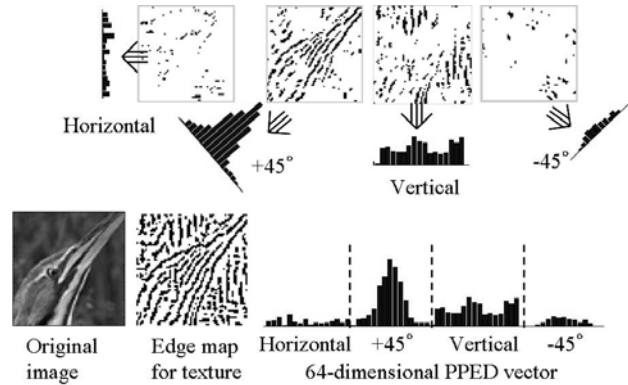 Horizontal
+45°
Vertical
-45°
Original
image
Edge map
for texture
Horizontal +45° Vertical -45°
64-dimensional PPED vector